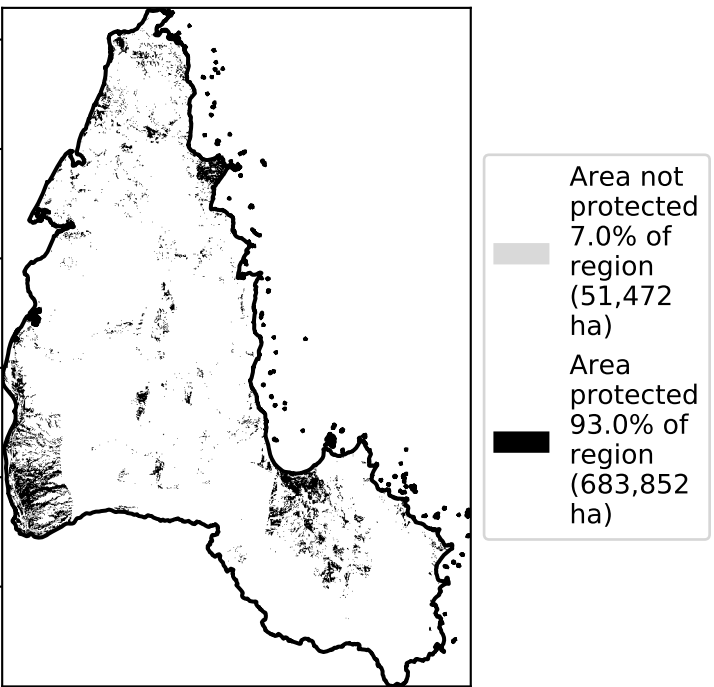 Area not
protected
7.0% of
region
(51,472
ha)
Area
protected
93.0% of
region
(683,852
ha)